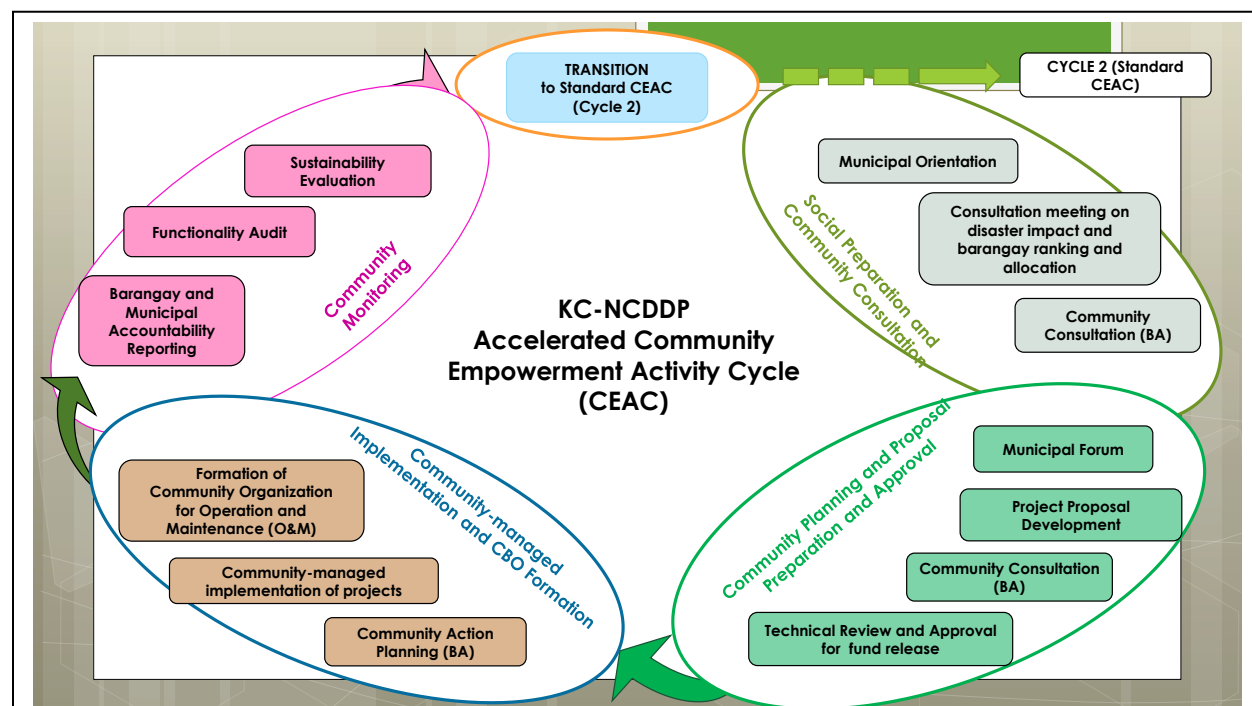 TRANSITION
to Standard CEAC
(Cycle 2)
CYCLE 2 (Standard
CEAC)
Municipal Orientation
Consultation meeting on
disaster impact and
barangay ranking and
allocation
Community
Consultation (BA)
Social Preparation and
Community Consultation
Sustainability
Evaluation
Functionality Audit
Barangay and
Municipal
Accountability
Reporting
Community
Monitoring
KC-NCDDP
Accelerated Community
Empowerment Activity Cycle
(CEAC)
Municipal Forum
Project Proposal
Development
Community Consultation
(BA)
Technical Review and Approval
for fund release
Community Planning and Proposal
Preparation and Approval
Formation of
Community Organization
for Operation and
Maintenance (O&M)
Community-managed
implementation of projects
Community Action
Planning (BA)
Community-managed
Implementation and CBO Formation